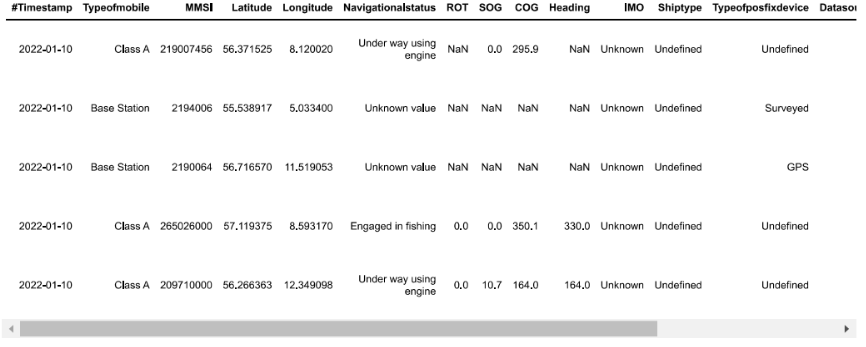 #Timestamp Typeofmobile MMSI Latitude Longitude Navigationalstatus ROT SOG COG Heading IMO Shiptype Typeofposfixdevice Datasou
2022-01-10 Class A 219007456 56.371525 8.120020 Under way using engine NaN 0.0 295.9 NaN Unknown Undefined Undefined
2022-01-10 Base Station 2194006 55.538917 5.033400 Unknown value NaN NaN NaN NaN Unknown Undefined Surveyed
2022-01-10 Base Station 2190064 56.716570 11.519053 Unknown value NaN NaN NaN NaN Unknown Undefined GPS
2022-01-10 Class A 265026000 57.119375 8.593170 Engaged in fishing 0.0 0.0 350.1 330.0 Unknown Undefined Undefined
2022-01-10 Class A 209710000 56.266363 12.349098 Under way using engine 0.0 10.7 164.0 164.0 Unknown Undefined Undefined